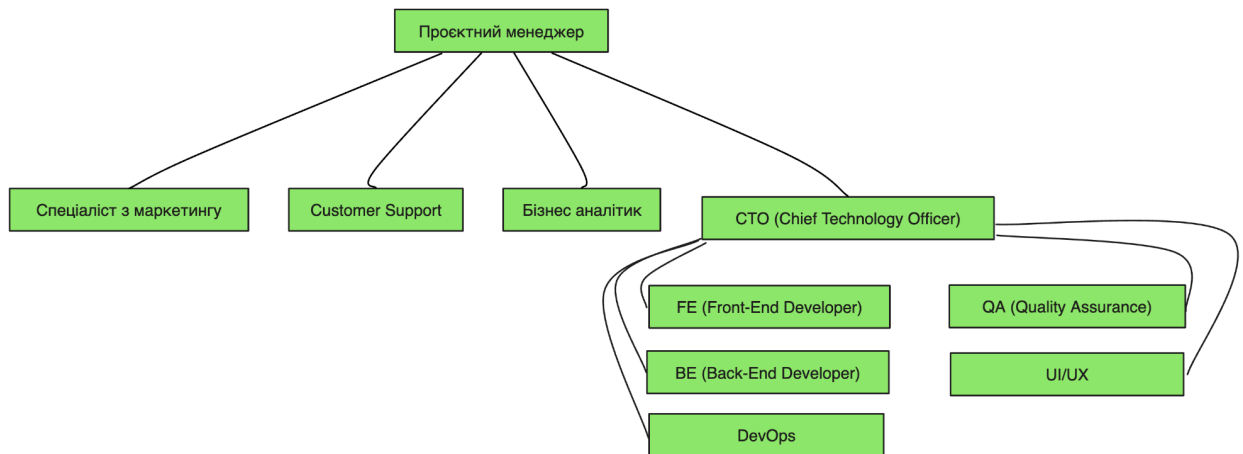 Проєктний менеджер
Спеціаліст з маркетингу
Customer Support
Бізнес аналітик
CTO (Chief Technology Officer)
FE (Front-End Developer)
QA (Quality Assurance)
BE (Back-End Developer)
UI/UX
DevOps